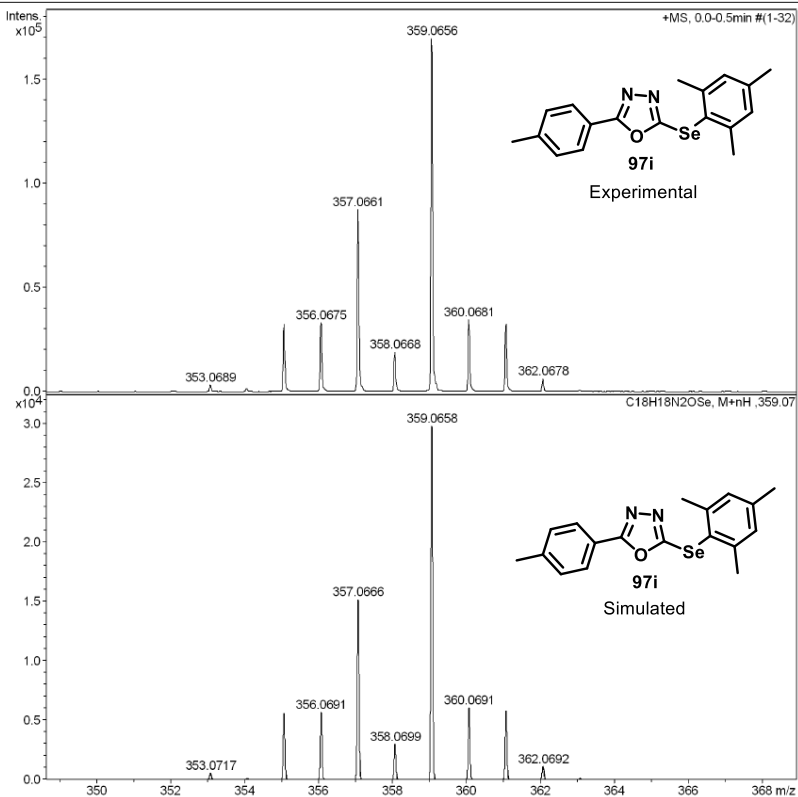 Intens.
x10⁵
+MS, 0.0-0.5min #(1-32)
359.0656
1.5
N N
O
Se
97i
Experimental
1.0
357.0661
0.5
356.0675
360.0681
358.0668
353.0689
362.0678
0.0
x10⁴
C18H18N2OSe, M+nH ,359.07
3.0
359.0658
2.5
N N
O
Se
97i
Simulated
2.0
1.5
357.0666
1.0
356.0691
360.0691
0.5
358.0699
353.0717
362.0692
0.0
350 352 354 356 358 360 362 364 366 368 m/z